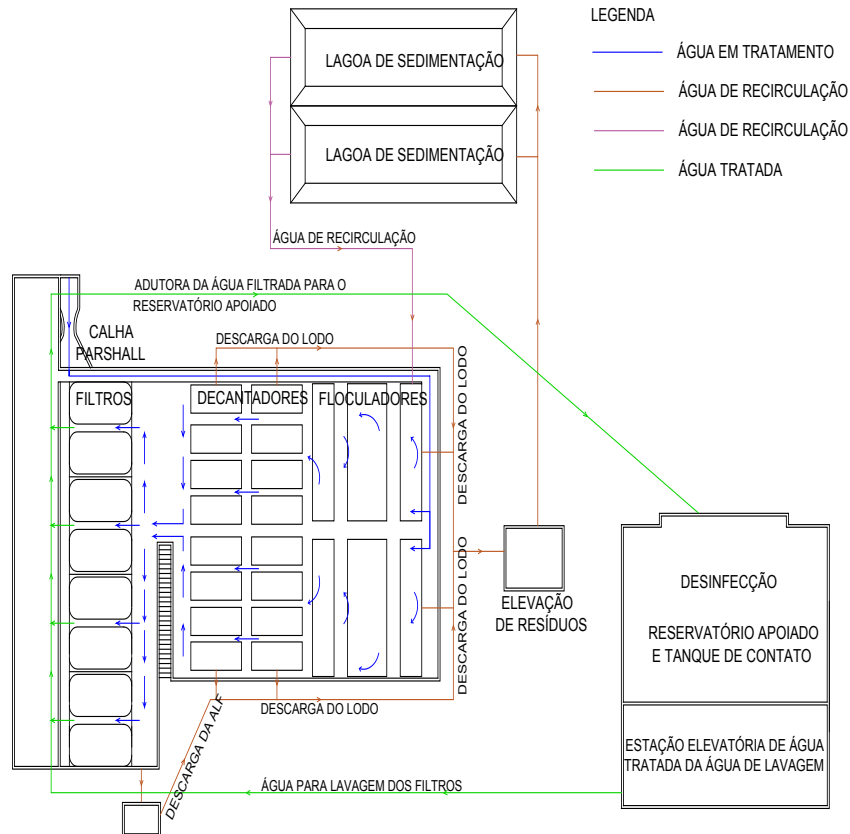 LEGENDA
ÁGUA EM TRATAMENTO
ÁGUA DE RECIRCULAÇÃO
ÁGUA DE RECIRCULAÇÃO
ÁGUA TRATADA
LAGOA DE SEDIMENTAÇÃO
LAGOA DE SEDIMENTAÇÃO
ÁGUA DE RECIRCULAÇÃO
ADUTORA DA ÁGUA FILTRADA PARA O
RESERVATÓRIO APOIADO
CALHA
PARSHALL
DESCARGA DO LODO
FILTROS
DECANTADORES
FLOCULADORES
DESCARGA DO LODO
DESCARGA DO LODO
DESCARGA DO LODO
ELEVAÇÃO
DE RESÍDUOS
DESINFECÇÃO
RESERVATÓRIO APOIADO
E TANQUE DE CONTATO
DESCARGA DO LODO
DESCARGA DA ALF
ESTAÇÃO ELEVATÓRIA DE ÁGUA
TRATADA DA ÁGUA DE LAVAGEM
ÁGUA PARA LAVAGEM DOS FILTROS